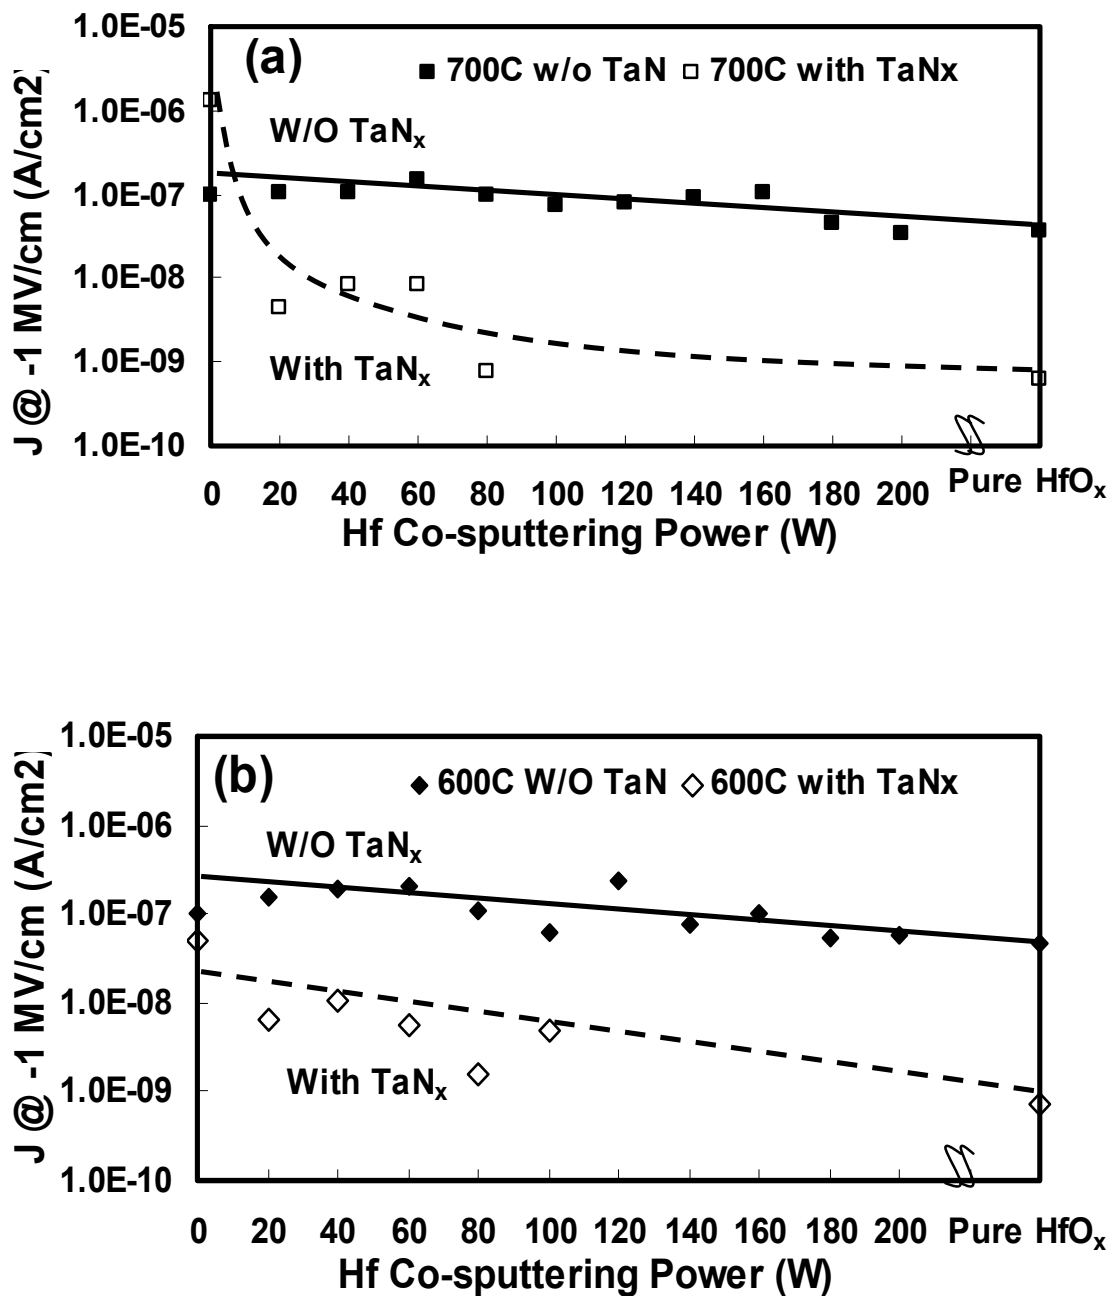 1.0E-05
(a)
■ 700C w/o TaN □ 700C with TaNx
1.0E-06
W/O TaNₓ
1.0E-07
1.0E-08
With TaNₓ
1.0E-09
1.0E-10
J @ -1 MV/cm (A/cm2)
0 20 40 60 80 100 120 140 160 180 200 Pure HfOₓ
Hf Co-sputtering Power (W)
1.0E-05
(b)
◆ 600C W/O TaN ◇ 600C with TaNx
1.0E-06
W/O TaNₓ
1.0E-07
1.0E-08
With TaNₓ
1.0E-09
1.0E-10
J @ -1 MV/cm (A/cm2)
0 20 40 60 80 100 120 140 160 180 200 Pure HfOₓ
Hf Co-sputtering Power (W)